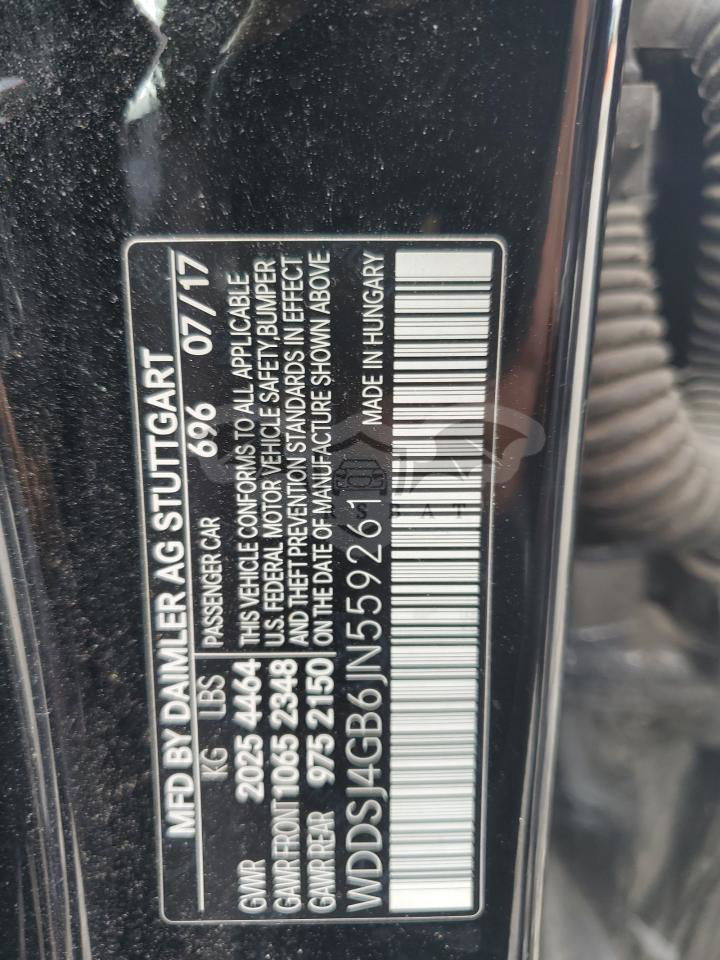 MFD BY DAIMLER AG STUTTGART
KG LBS PASSENGER CAR 696 07/17
GWWR 2025 4464 THIS VEHICLE CONFORMS TO ALL APPLICABLE
GAWR FRONT 1065 2348 U.S. FEDERAL MOTOR VEHICLE SAFETY, BUMPER
GAWR REAR 975 2150 AND THEFT PREVENTION STANDARDS IN EFFECT
ON THE DATE OF MANUFACTURE SHOWN ABOVE.
WDDSJ4GB6JN559261 MADE IN HUNGARY